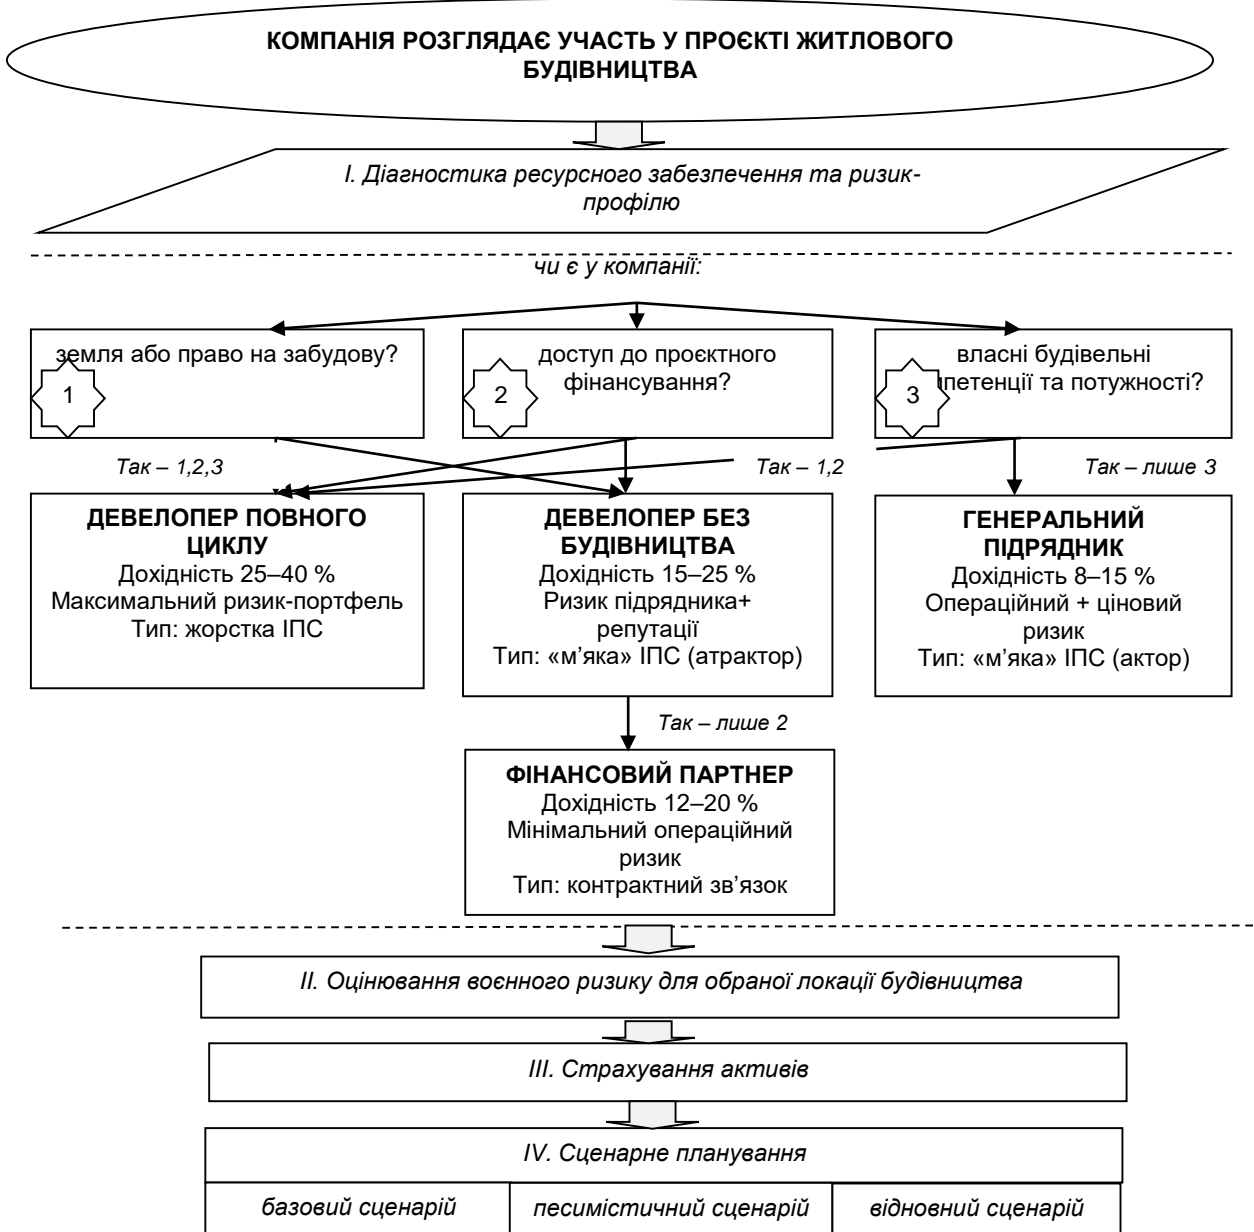 КОМПАНІЯ РОЗГЛЯДАЄ УЧАСТЬ У ПРОЄКТІ ЖИТЛОВОГО
БУДІВНИЦТВА
І. Діагностика ресурсного забезпечення та ризик-
профілю
чи є у компанії:
земля або право на забудову?
1
доступ до проєктного
фінансування?
2
власні будівельні
петенції та потужності?
3
Так – 1,2,3
Так – 1,2
Так – лише 3
ДЕВЕЛОПЕР ПОВНОГО
ЦИКЛУ
Дохідність 25–40 %
Максимальний ризик-портфель
Тип: жорстка ІПС
ДЕВЕЛОПЕР БЕЗ
БУДІВНИЦТВА
Дохідність 15–25 %
Ризик підрядника+
репутації
Тип: «м’яка» ІПС (атрактор)
ГЕНЕРАЛЬНИЙ
ПІДРЯДНИК
Дохідність 8–15 %
Операційний + ціновий
ризик
Тип: «м’яка» ІПС (актор)
Так – лише 2
ФІНАНСОВИЙ ПАРТНЕР
Дохідність 12–20 %
Мінімальний операційний
ризик
Тип: контрактний зв’язок
ІІ. Оцінювання воєнного ризику для обраної локації будівництва
ІІІ. Страхування активів
IV. Сценарне планування
базовий сценарій
песимістичний сценарій
відновний сценарій